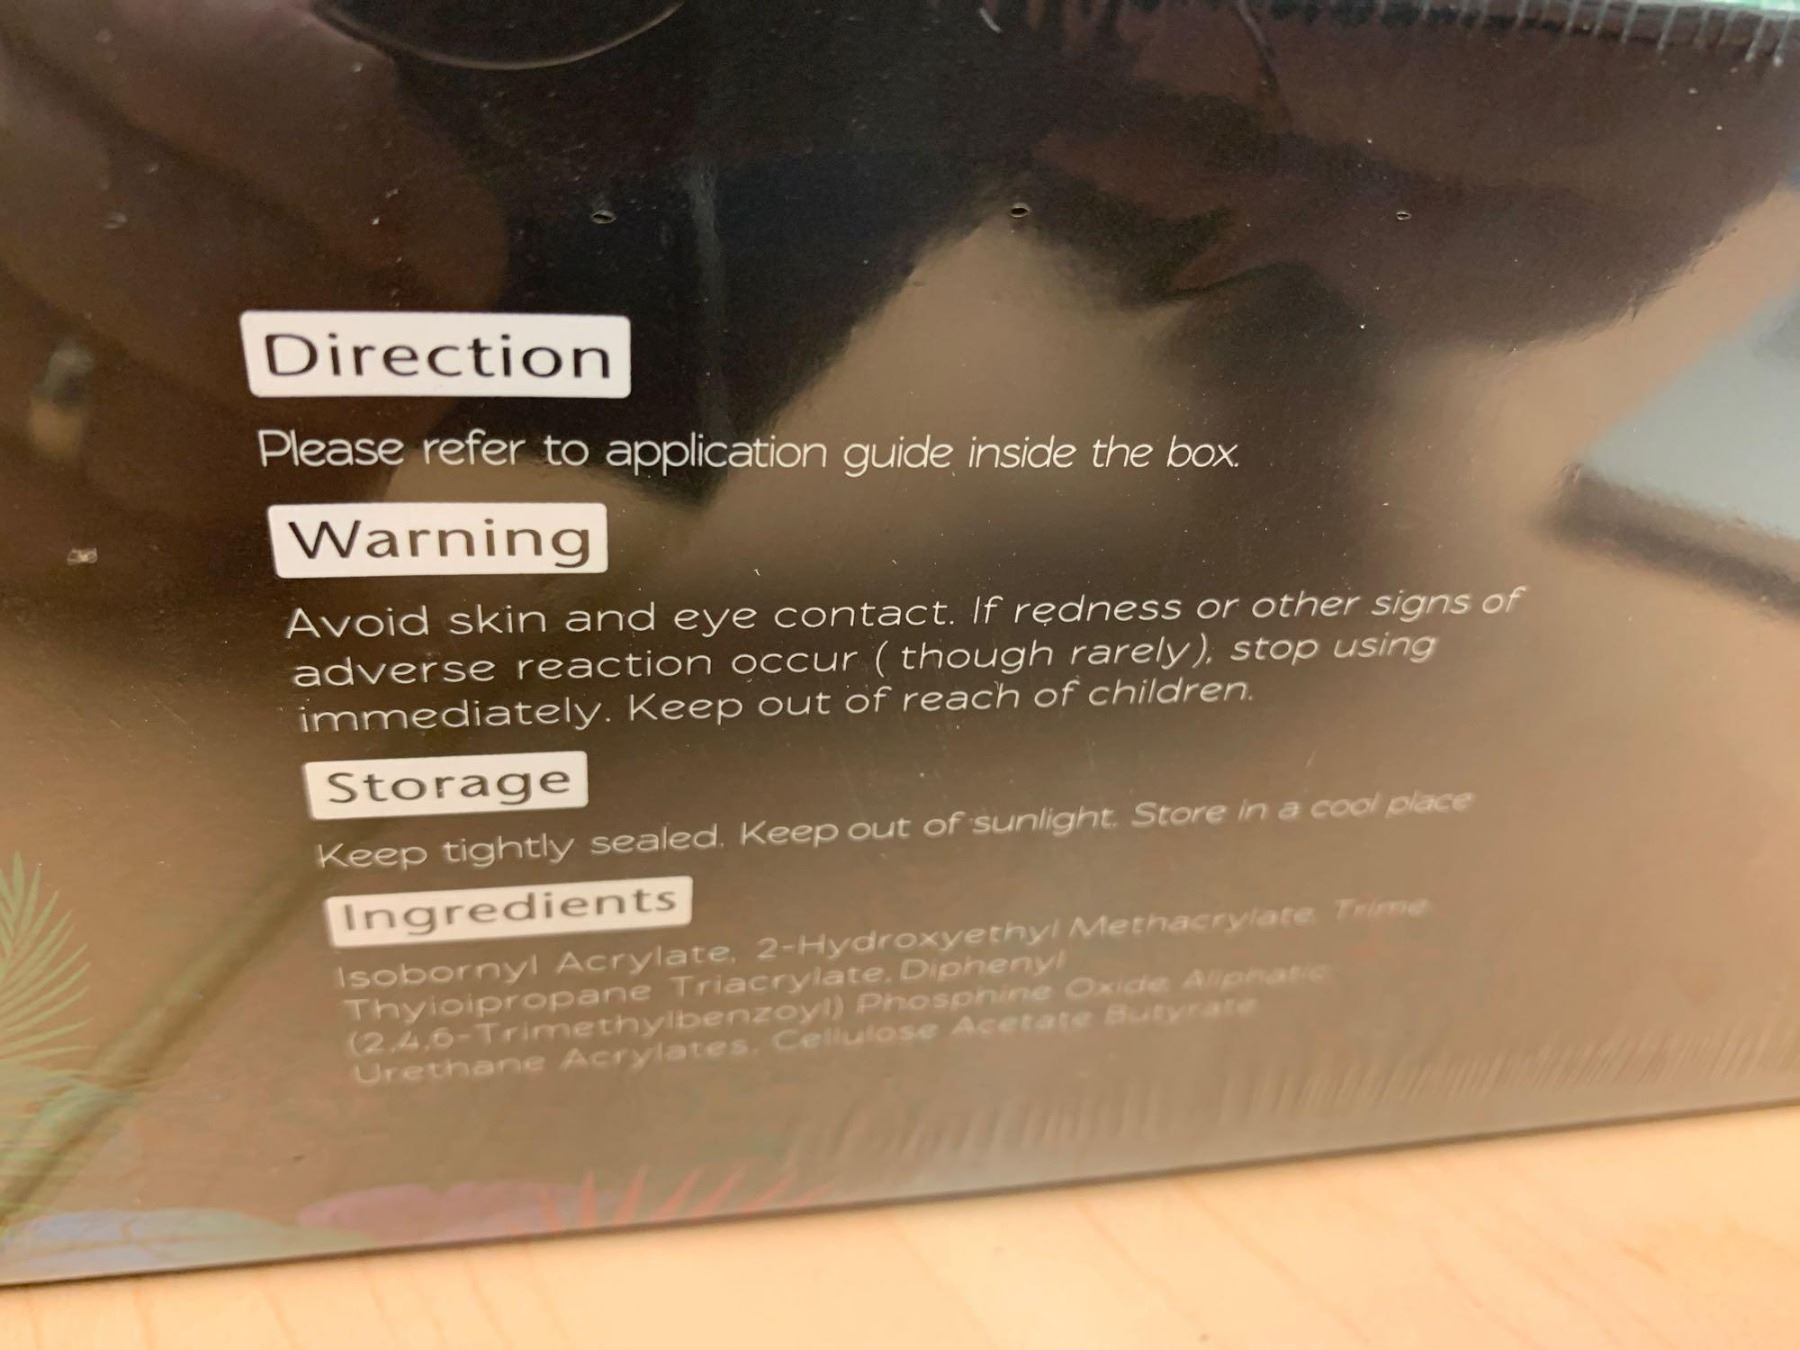 Direction
Please refer to application guide inside the box.
Warning
Avoid skin and eye contact. If redness or other signs of
adverse reaction occur ( though rarely), stop using
immediately. Keep out of reach of children.
Storage
Keep tightly sealed. Keep out of sunlight. Store in a cool place
Ingredients
Isobornyl Acrylate, 2-Hydroxyethyl Methacrylate, Trime
Thyloipropane Triacrylate, Diphenyl
(2,4,6-Trimethylbenzoyl) Phosphine Oxide, Aliphatic
Urethane Acrylates, Cellulose Acetate Butyrate